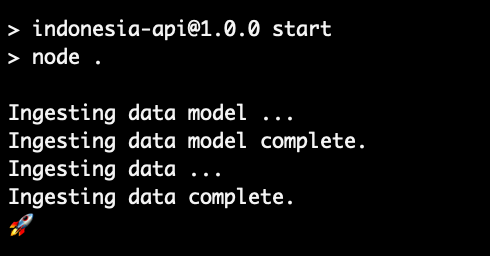 > indonesia-api@1.0.0 start
> node .
Ingesting data model ...
Ingesting data model complete.
Ingesting data ...
Ingesting data complete.
🚀